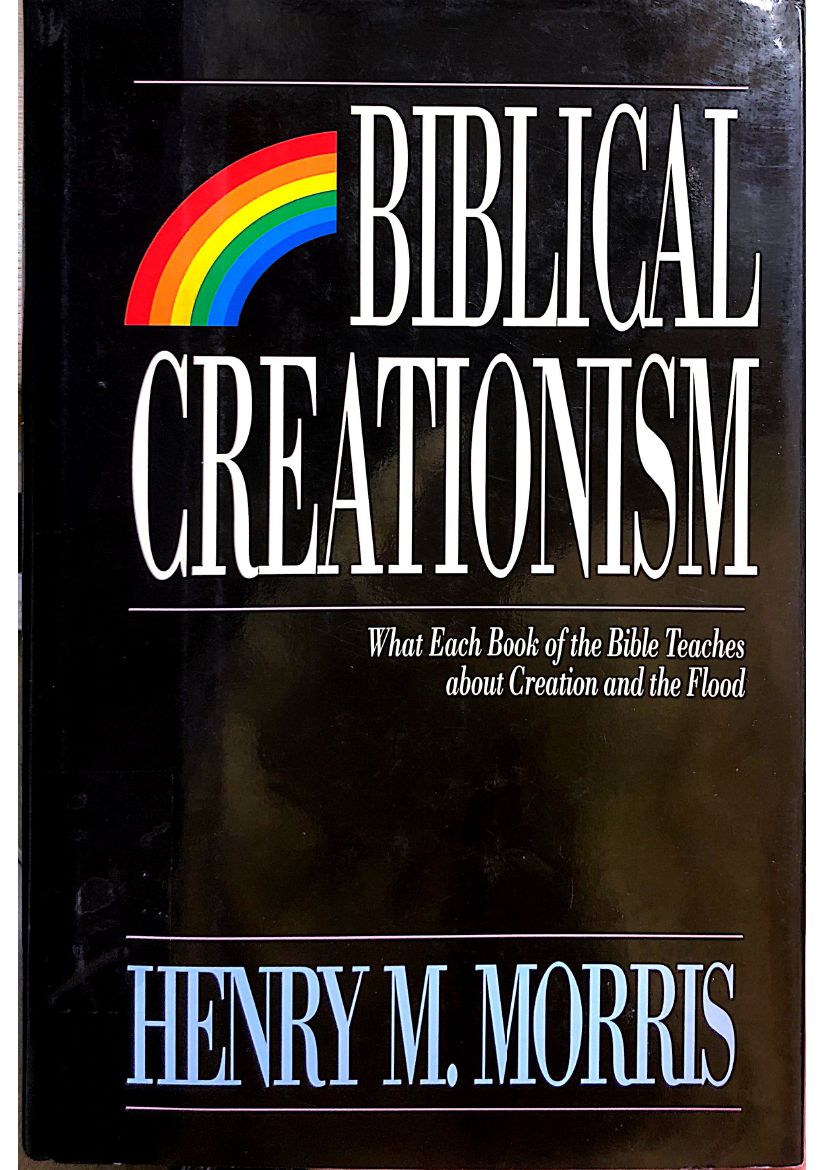 BIBLICAL
CREATIONISM
What Each Book of the Bible Teaches
about Creation and the Flood
HENRY M. MORRIS